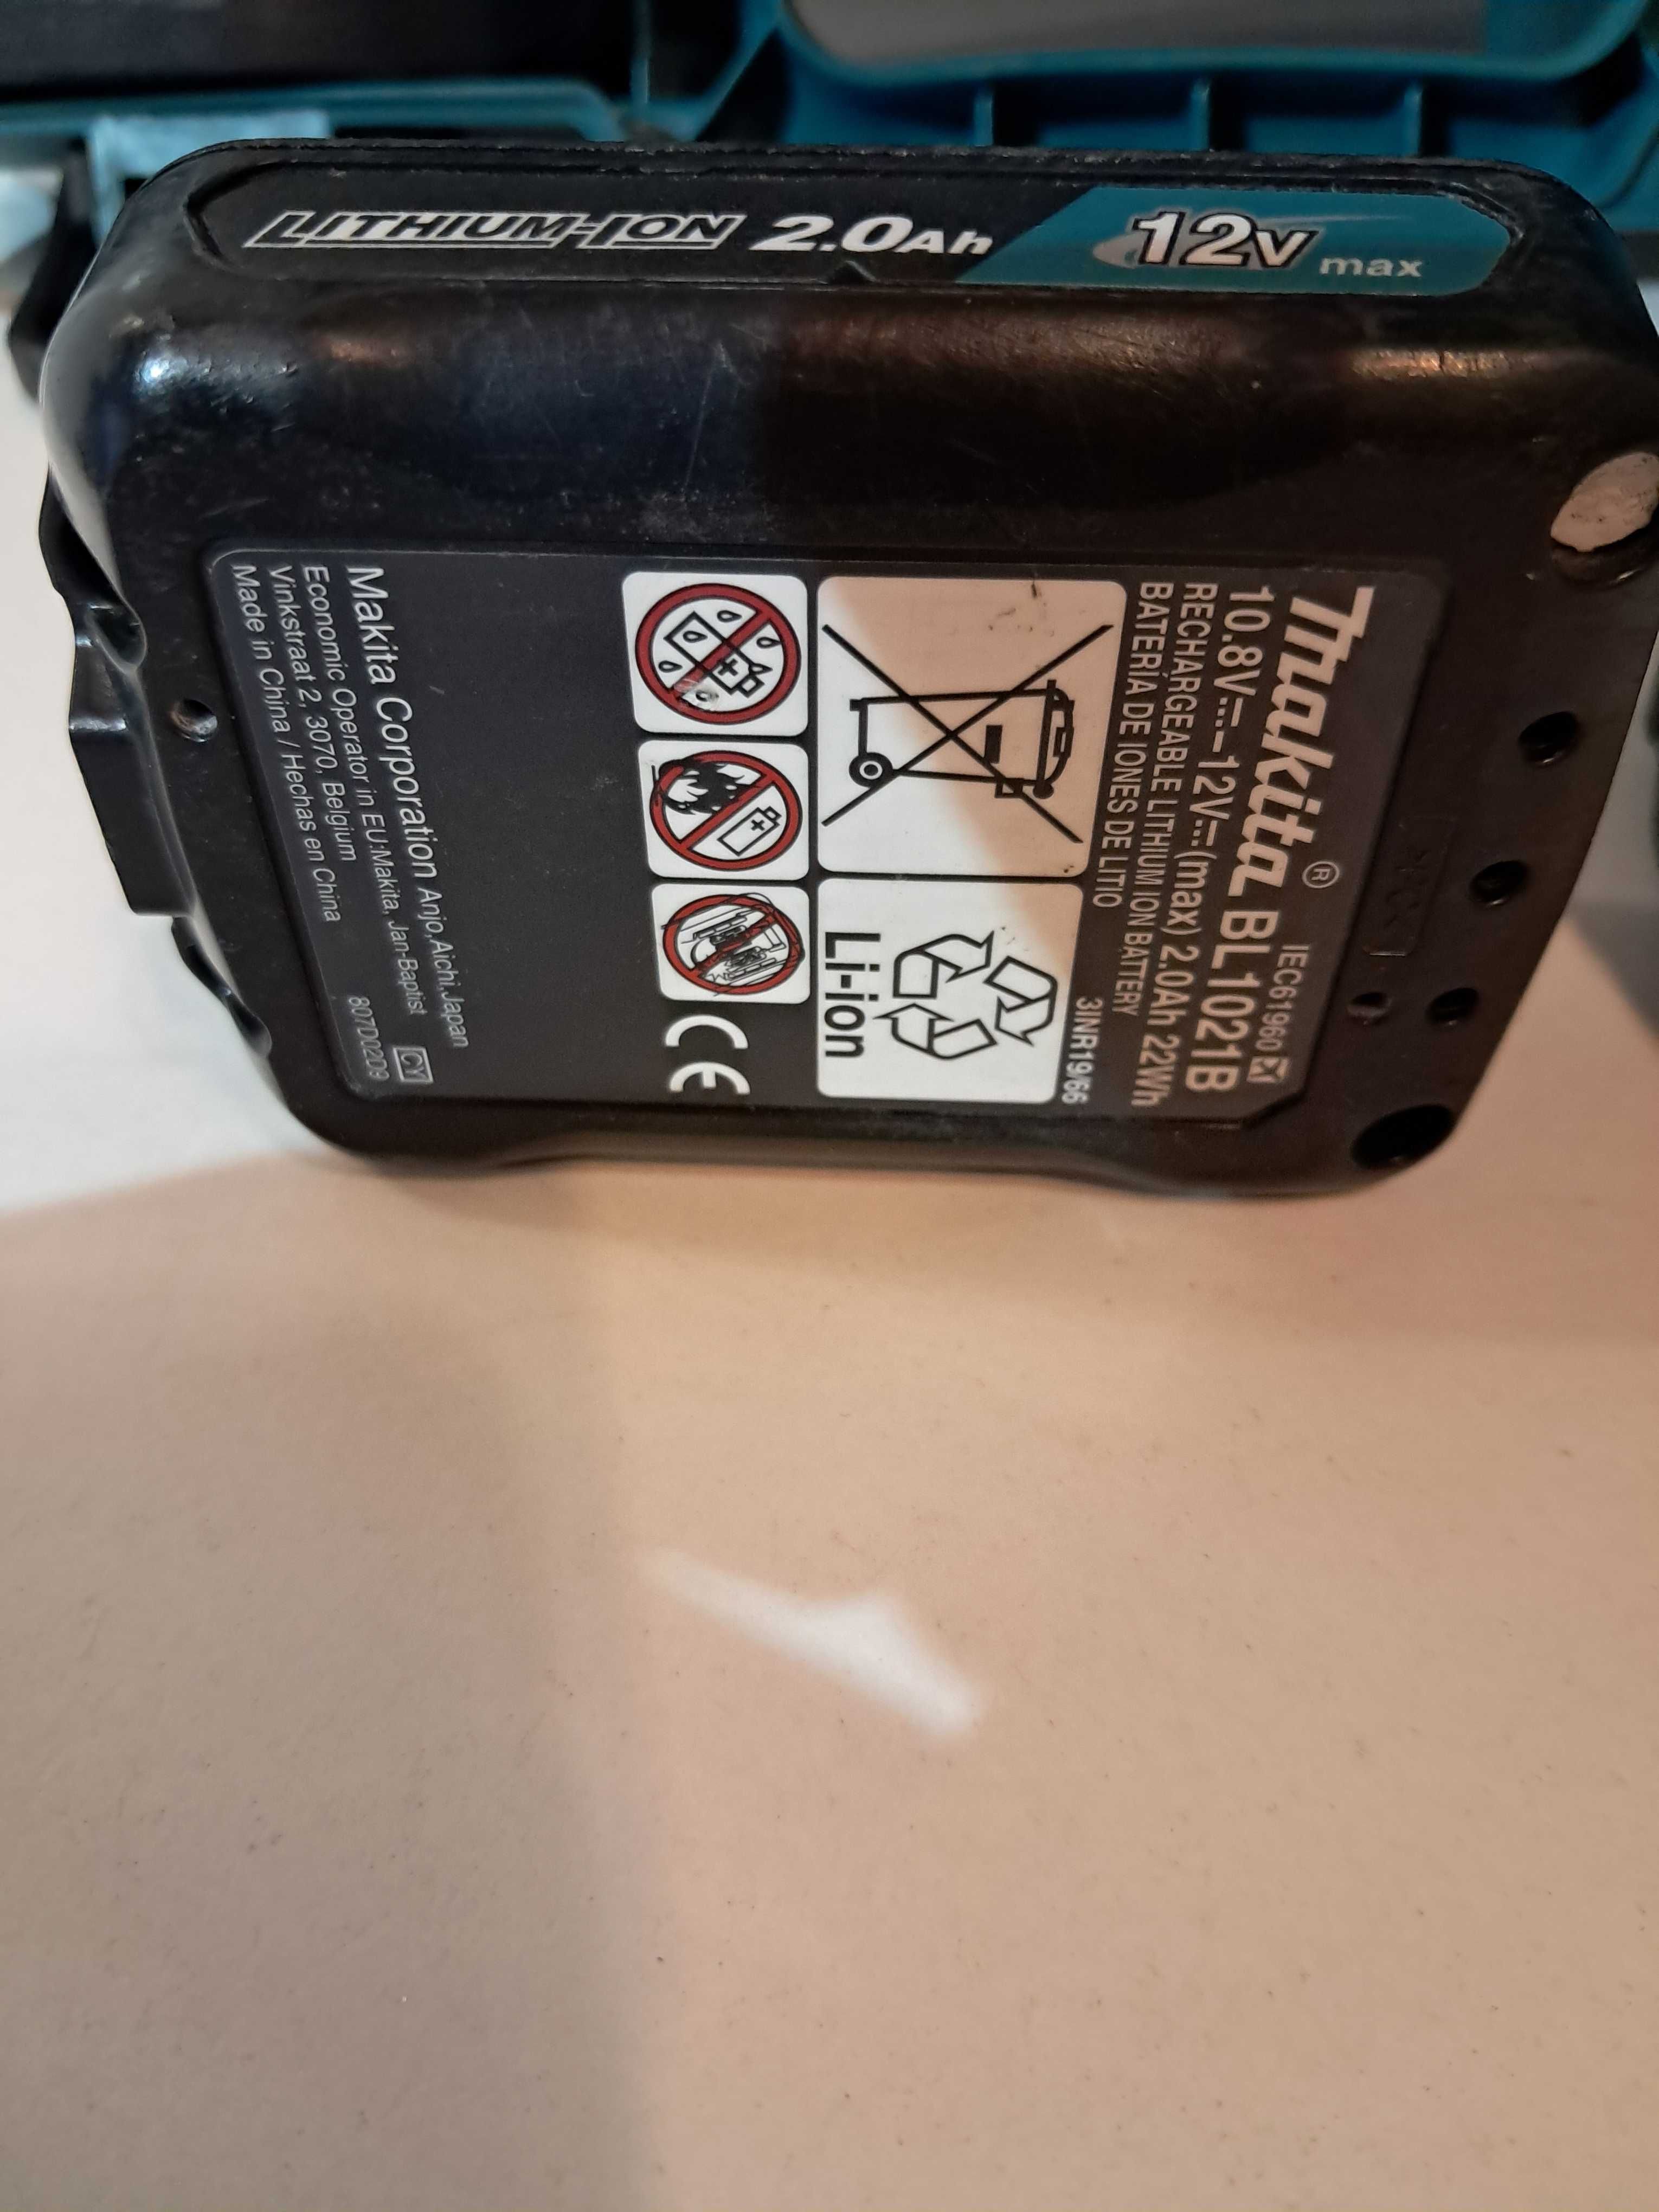 LITHIUM-ION 2.0Ah 12V max
IEC61960
Makita® BL1021B
10.8V 12V (max) 2.0Ah 22Wh
RECHARGEABLE LITHIUM ION BATTERY
BATERÍA DE IONES DE LITIO 3INR19/66
Li-ion
CE
Makita Corporation Anjo, Aichi, Japan
Economic Operator in EU:Makita, Jan-Baptist
Vinkstraat 2, 3070, Belgium
Made in China / Hechas en China
CY
807D02D9